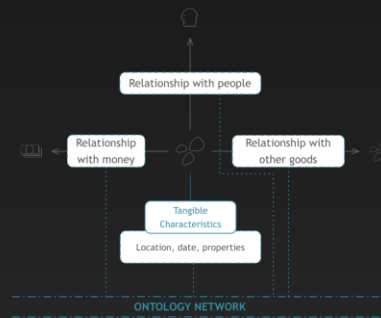 Relationship with people
Relationship
with money
Relationship with
other goods
Tangible
Characteristics
Location, date, properties
ONTOLOGY NETWORK